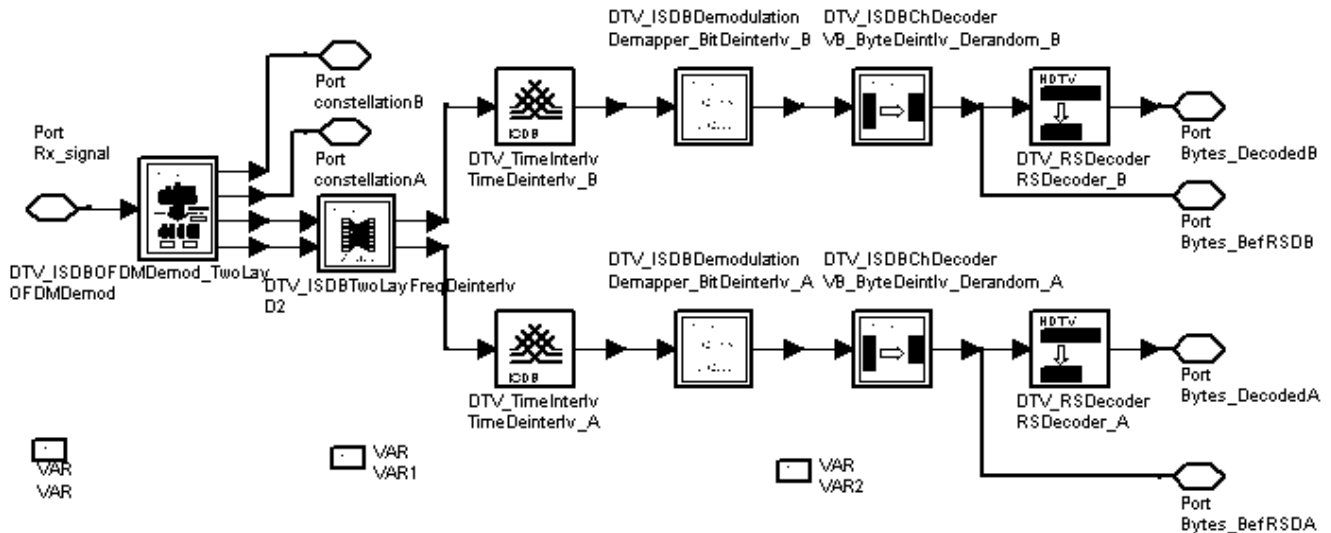 DTV_ISDBDemodulation
Demapper_BitDeinterlv_B
DTV_ISDBChDecoder
VB_ByteDeintlv_Derandom_B
Port
constellationB
Port
Rx_signal
Port
constellationA
ISDB
DTV_TimeInterlv
TimeDeinterlv_B
HDTV
DTV_RSDecoder
RSDecoder_B
Port
Bytes_DecodedB
Port
Bytes_BefRSDB
DTV_ISDBOFDMDemod_TwoLay
OFDMDemod
DTV_ISDBTwoLayFreqDeinterlv
D2
DTV_ISDBDemodulation
Demapper_BitDeinterlv_A
DTV_ISDBChDecoder
VB_ByteDeintlv_Derandom_A
ISDB
DTV_TimeInterlv
TimeDeinterlv_A
HDTV
DTV_RSDecoder
RSDecoder_A
Port
Bytes_DecodedA
VAR
VAR
VAR
VAR1
VAR
VAR2
Port
Bytes_BefRSDA